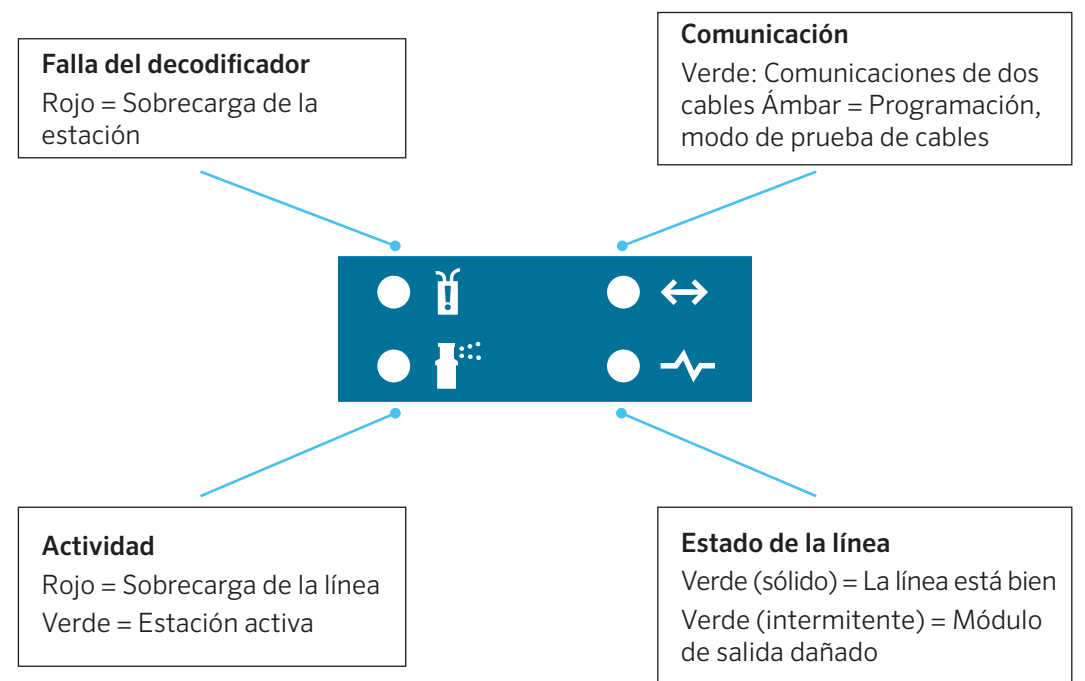 Falla del decodificador
Rojo = Sobrecarga de la
estación
Comunicación
Verde: Comunicaciones de dos
cables Ámbar = Programación,
modo de prueba de cables
Actividad
Rojo = Sobrecarga de la línea
Verde = Estación activa
Estado de la línea
Verde (sólido) = La línea está bien
Verde (intermitente) = Módulo
de salida dañado